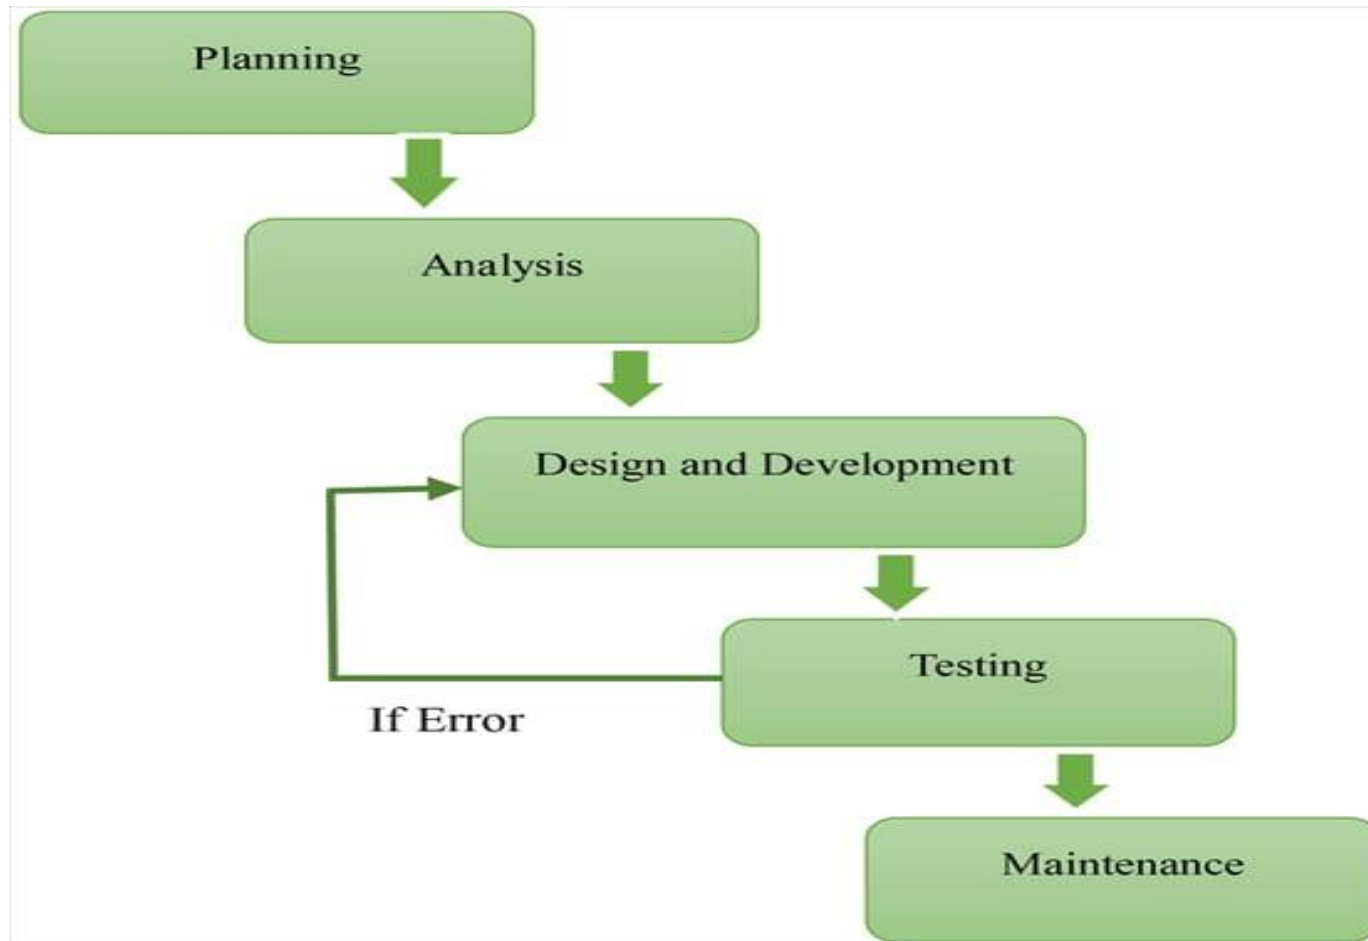 Planning
Analysis
Design and Development
Testing
If Error
Maintenance